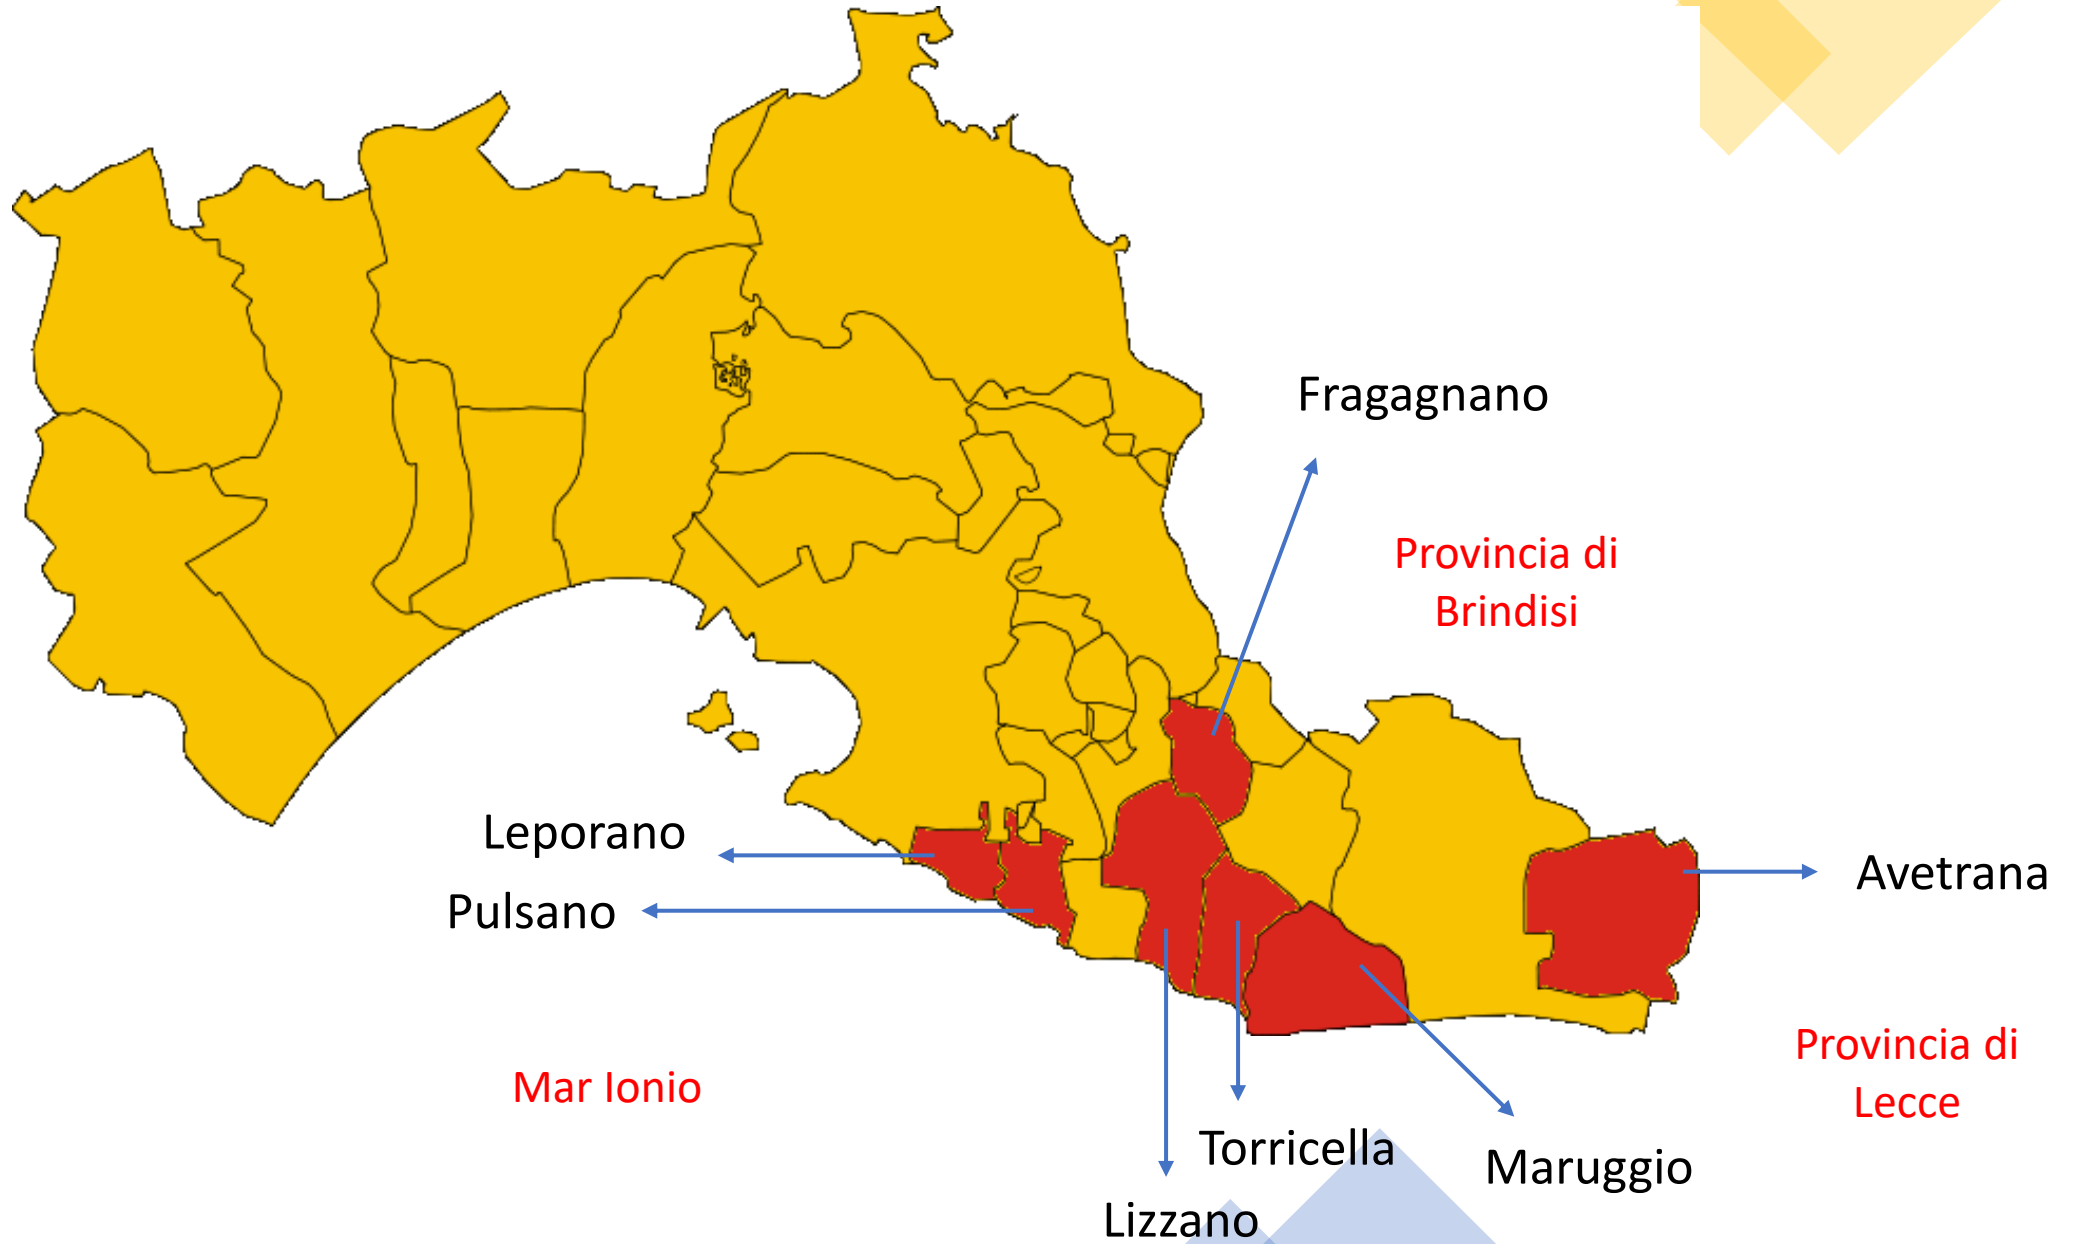 Fragagnano
Provincia di
Brindisi
Leporano
Pulsano
Avetrana
Mar Ionio
Provincia di
Lecce
Torricella
Maruggio
Lizzano